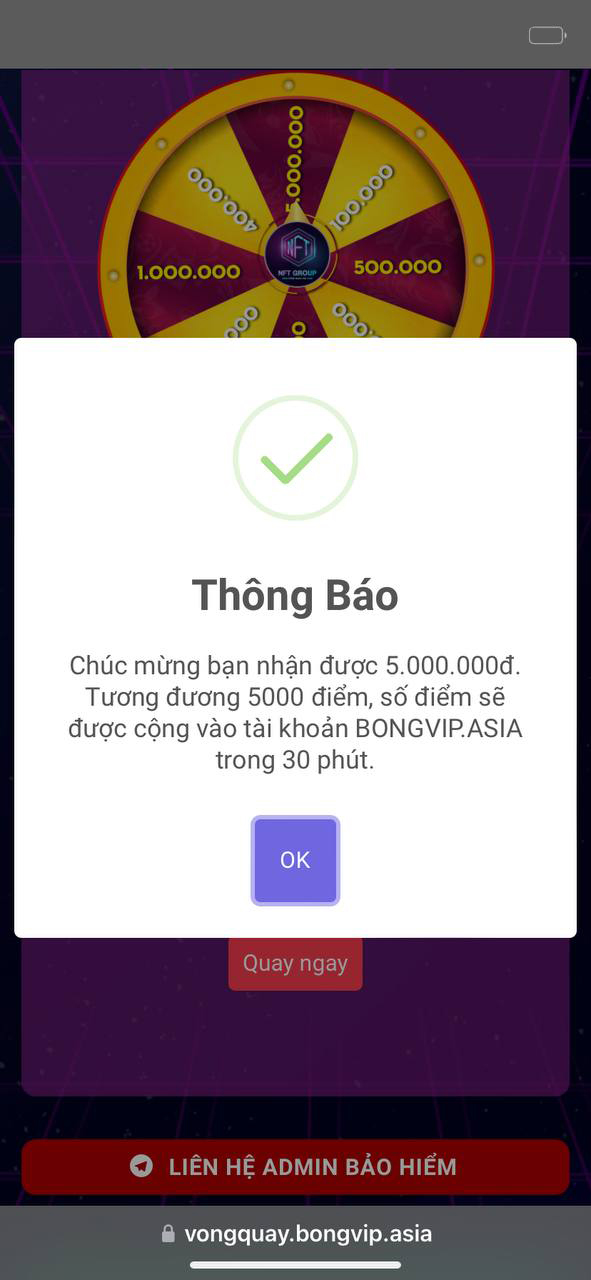 5.000.000
400.000
100.000
1.000.000
500.000
NFT
NFT GROUP
Thông Báo
Chúc mừng bạn nhận được 5.000.000đ.
Tương đương 5000 điểm, số điểm sẽ
được cộng vào tài khoản BONGVIP.ASIA
trong 30 phút.
OK
Quay ngay
LIÊN HỆ ADMIN BẢO HIỂM
vongquay.bongvip.asia